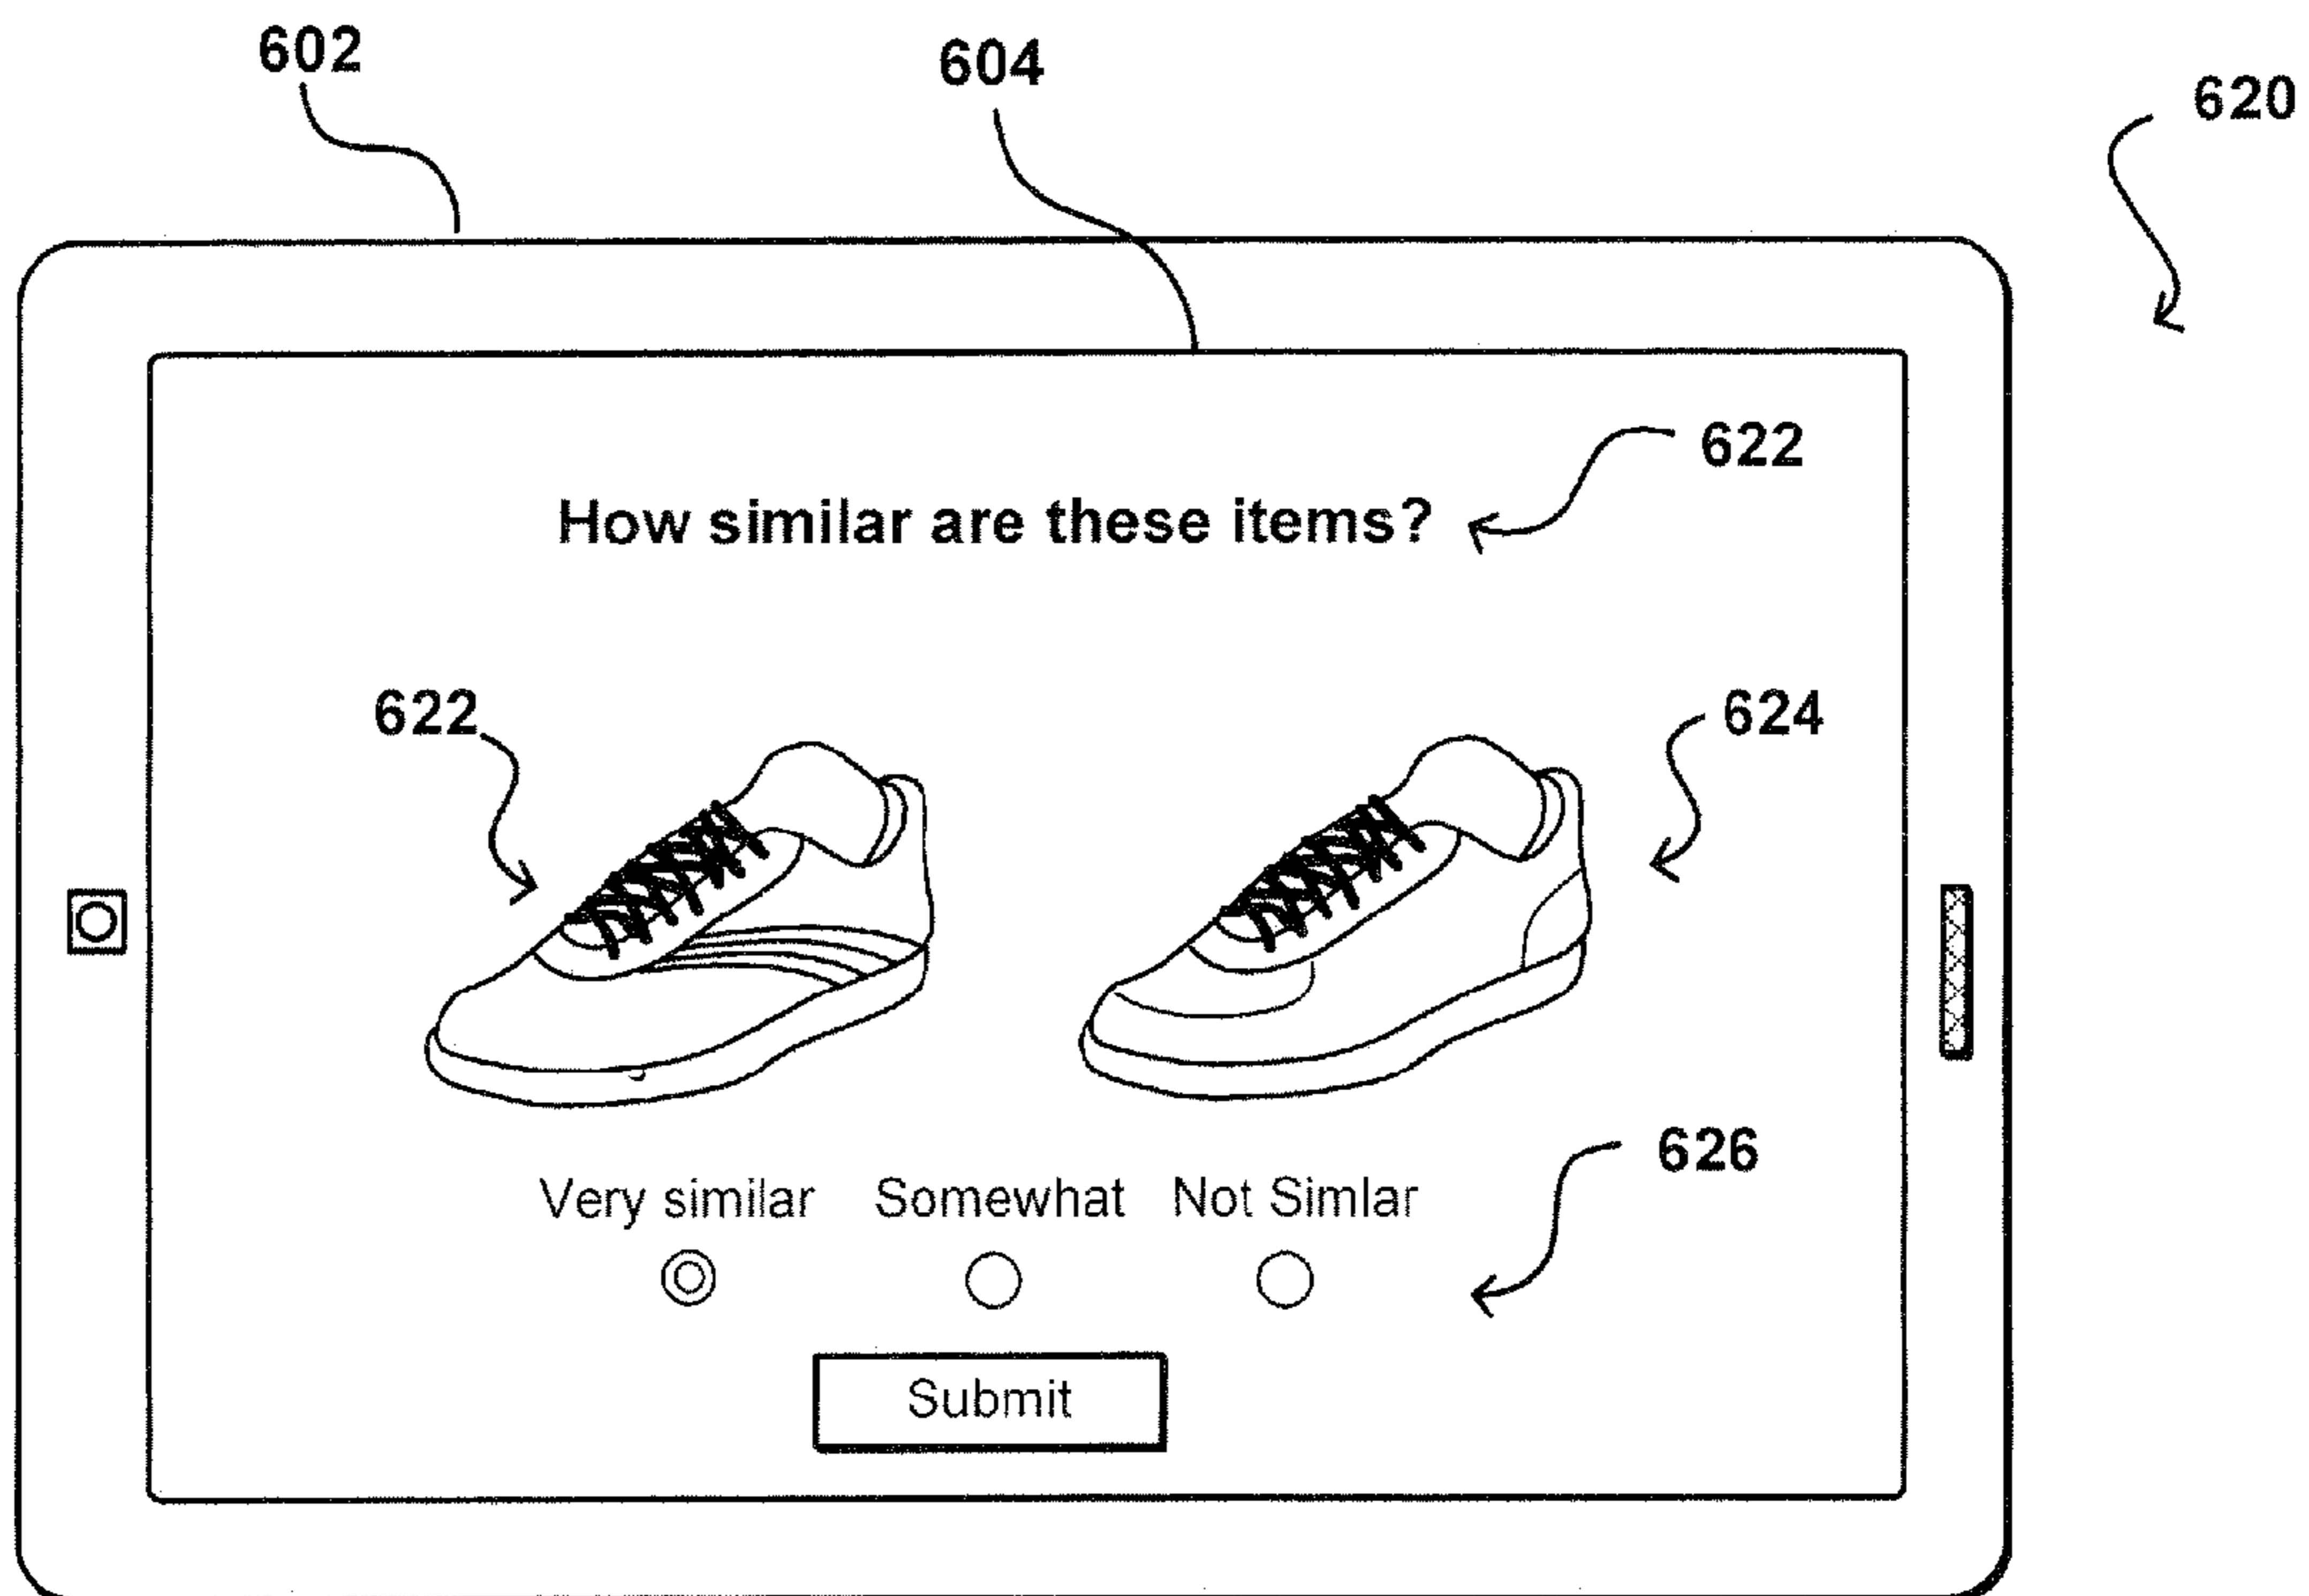 602
604
620
622
How similar are these items?
622
624
626
Very similar Somewhat Not Simlar
Submit